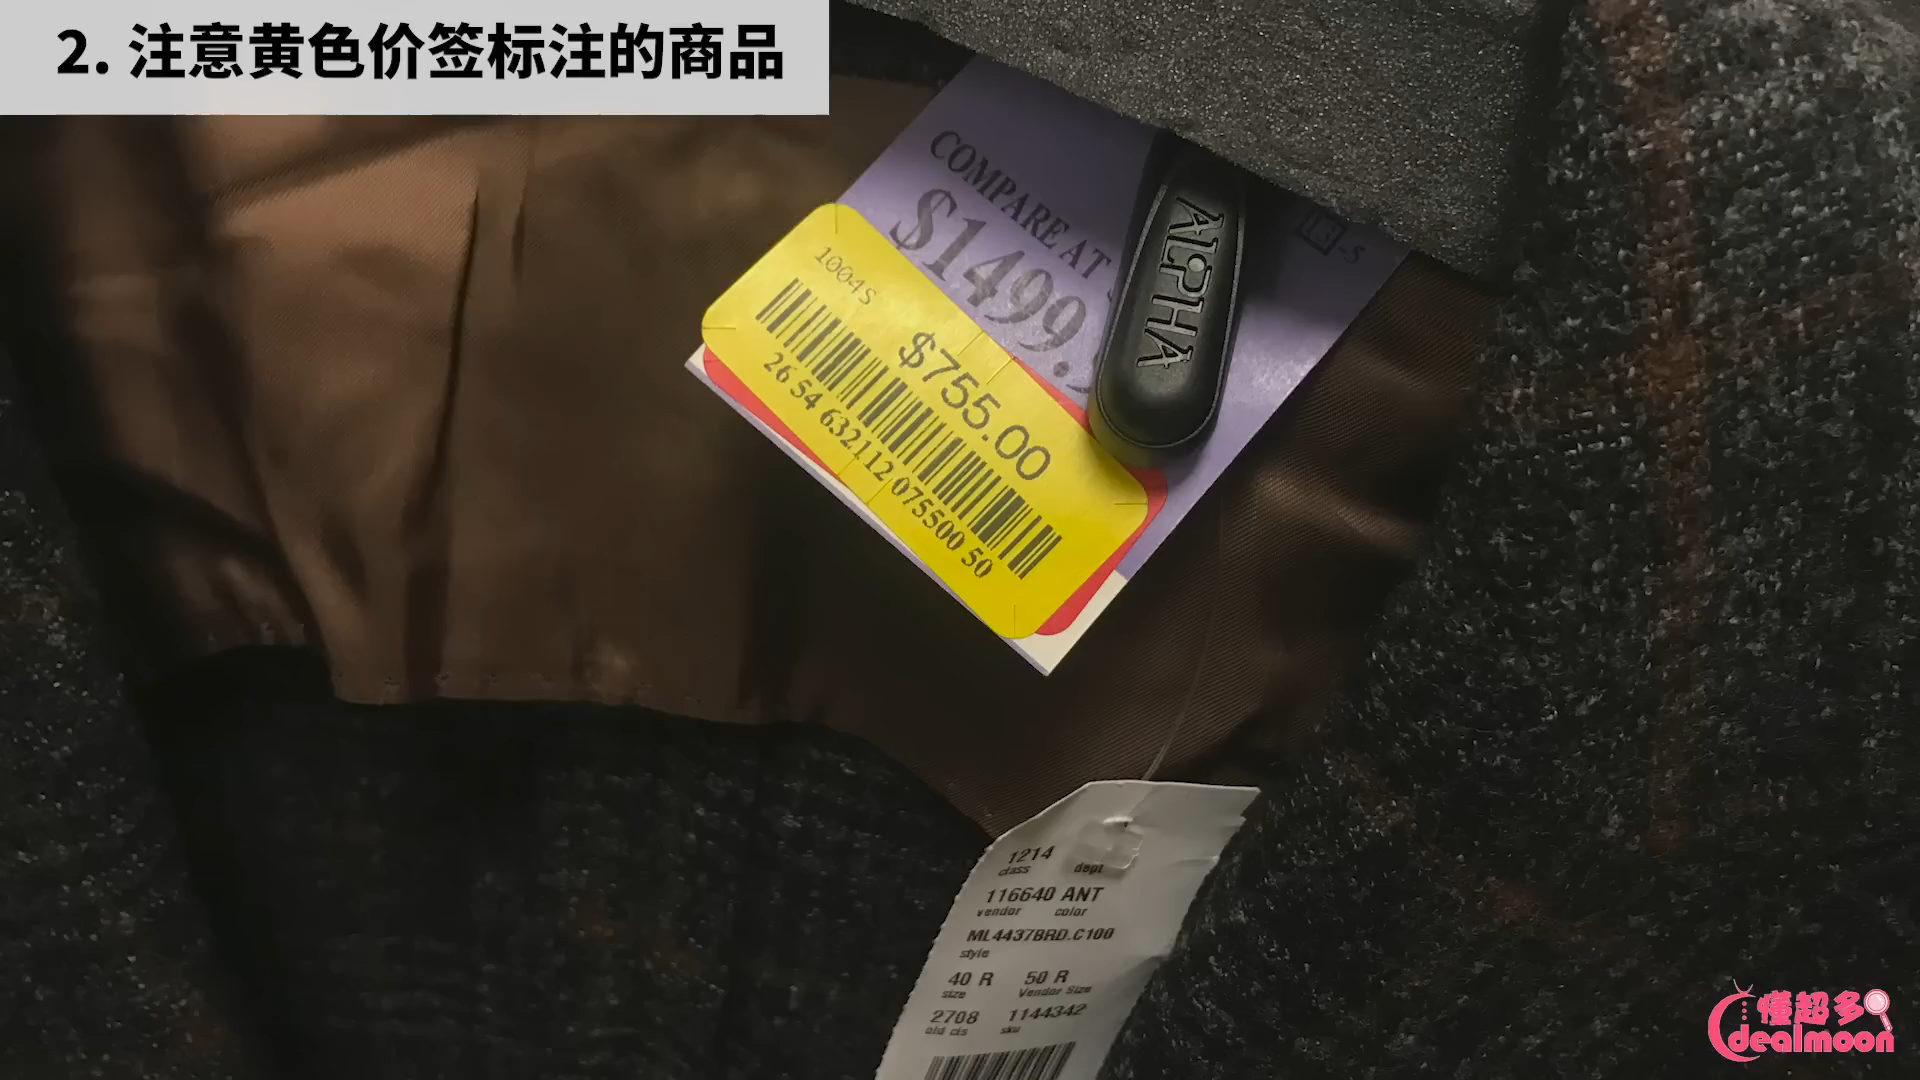 2. 注意黄色价签标注的商品
COMPARE AT
$1499.
-S
ALPHA
1004S
$755.00
26 54 632112 075500 50
1214
class dept
116640 ANT
vendor color
ML4437BRD.C100
style
40 R 50 R
size Vendor Size
2708 1144342
old cls sku
懂超多
dealmoon